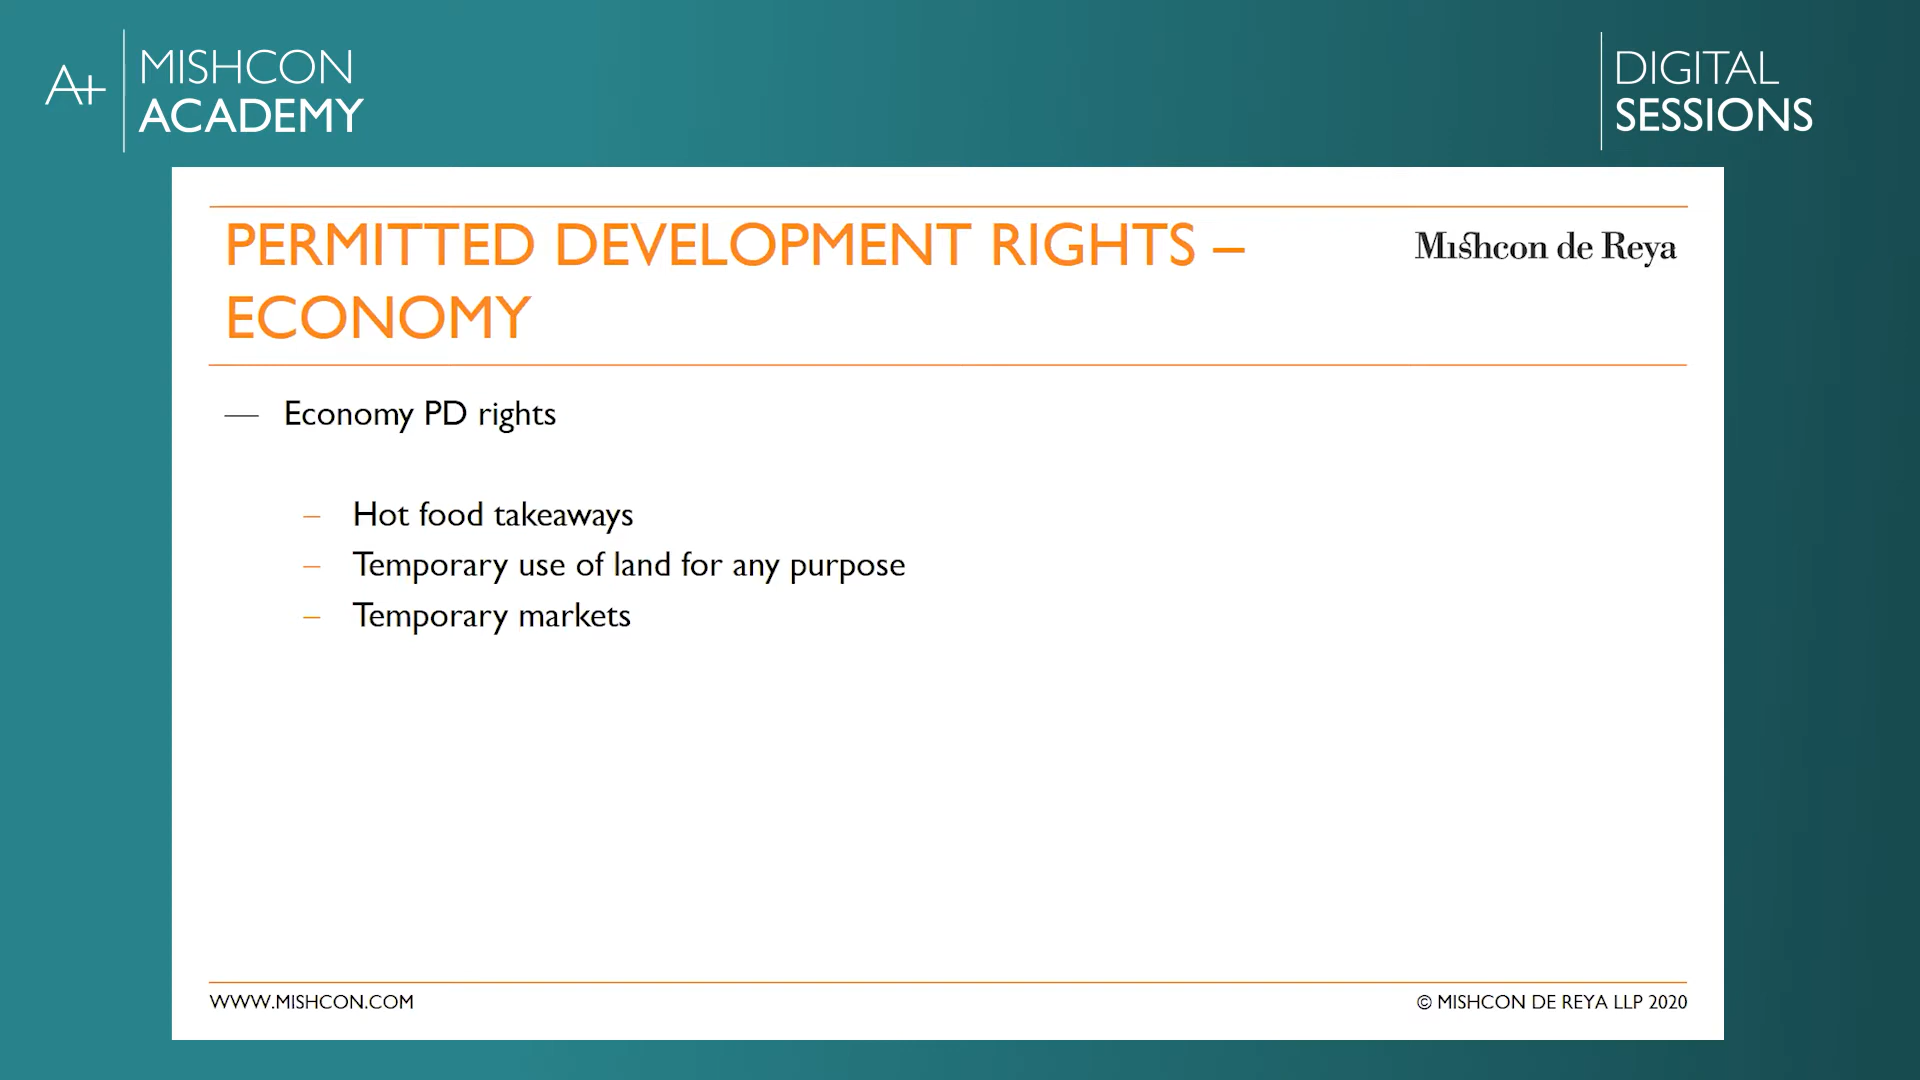 A+ MISHCON
ACADEMY
DIGITAL
SESSIONS
PERMITTED DEVELOPMENT RIGHTS –
ECONOMY
Mishcon de Reya
— Economy PD rights
– Hot food takeaways
– Temporary use of land for any purpose
– Temporary markets
WWW.MISHCON.COM
© MISHCON DE REYA LLP 2020